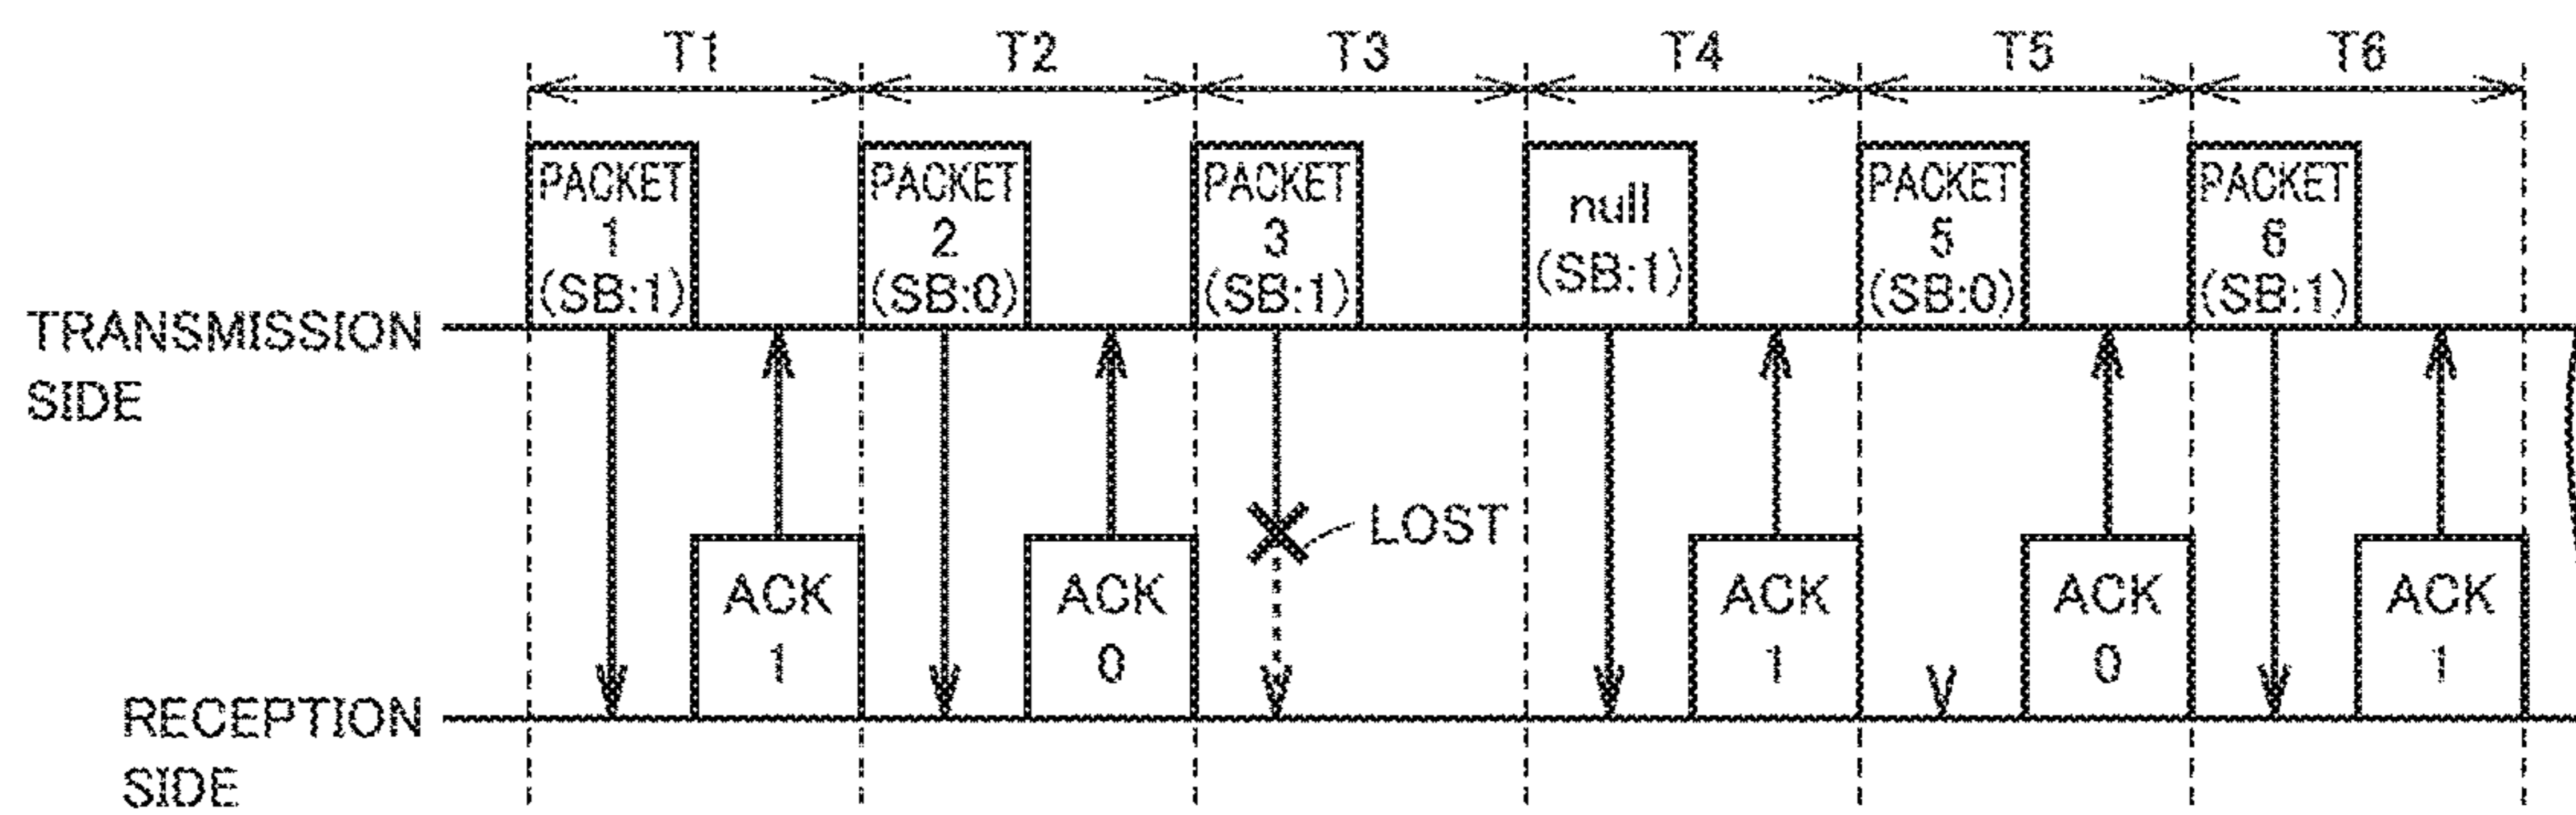 T1 T2 T3 T4 T5 T6
PACKET PACKET PACKET null PACKET PACKET
1 2 3 (SB:1) 5 6
(SB:1) (SB:0) (SB:1) (SB:0) (SB:1)
TRANSMISSION
SIDE
LOST
ACK ACK ACK ACK ACK
1 0 1 0 1
RECEPTION
SIDE